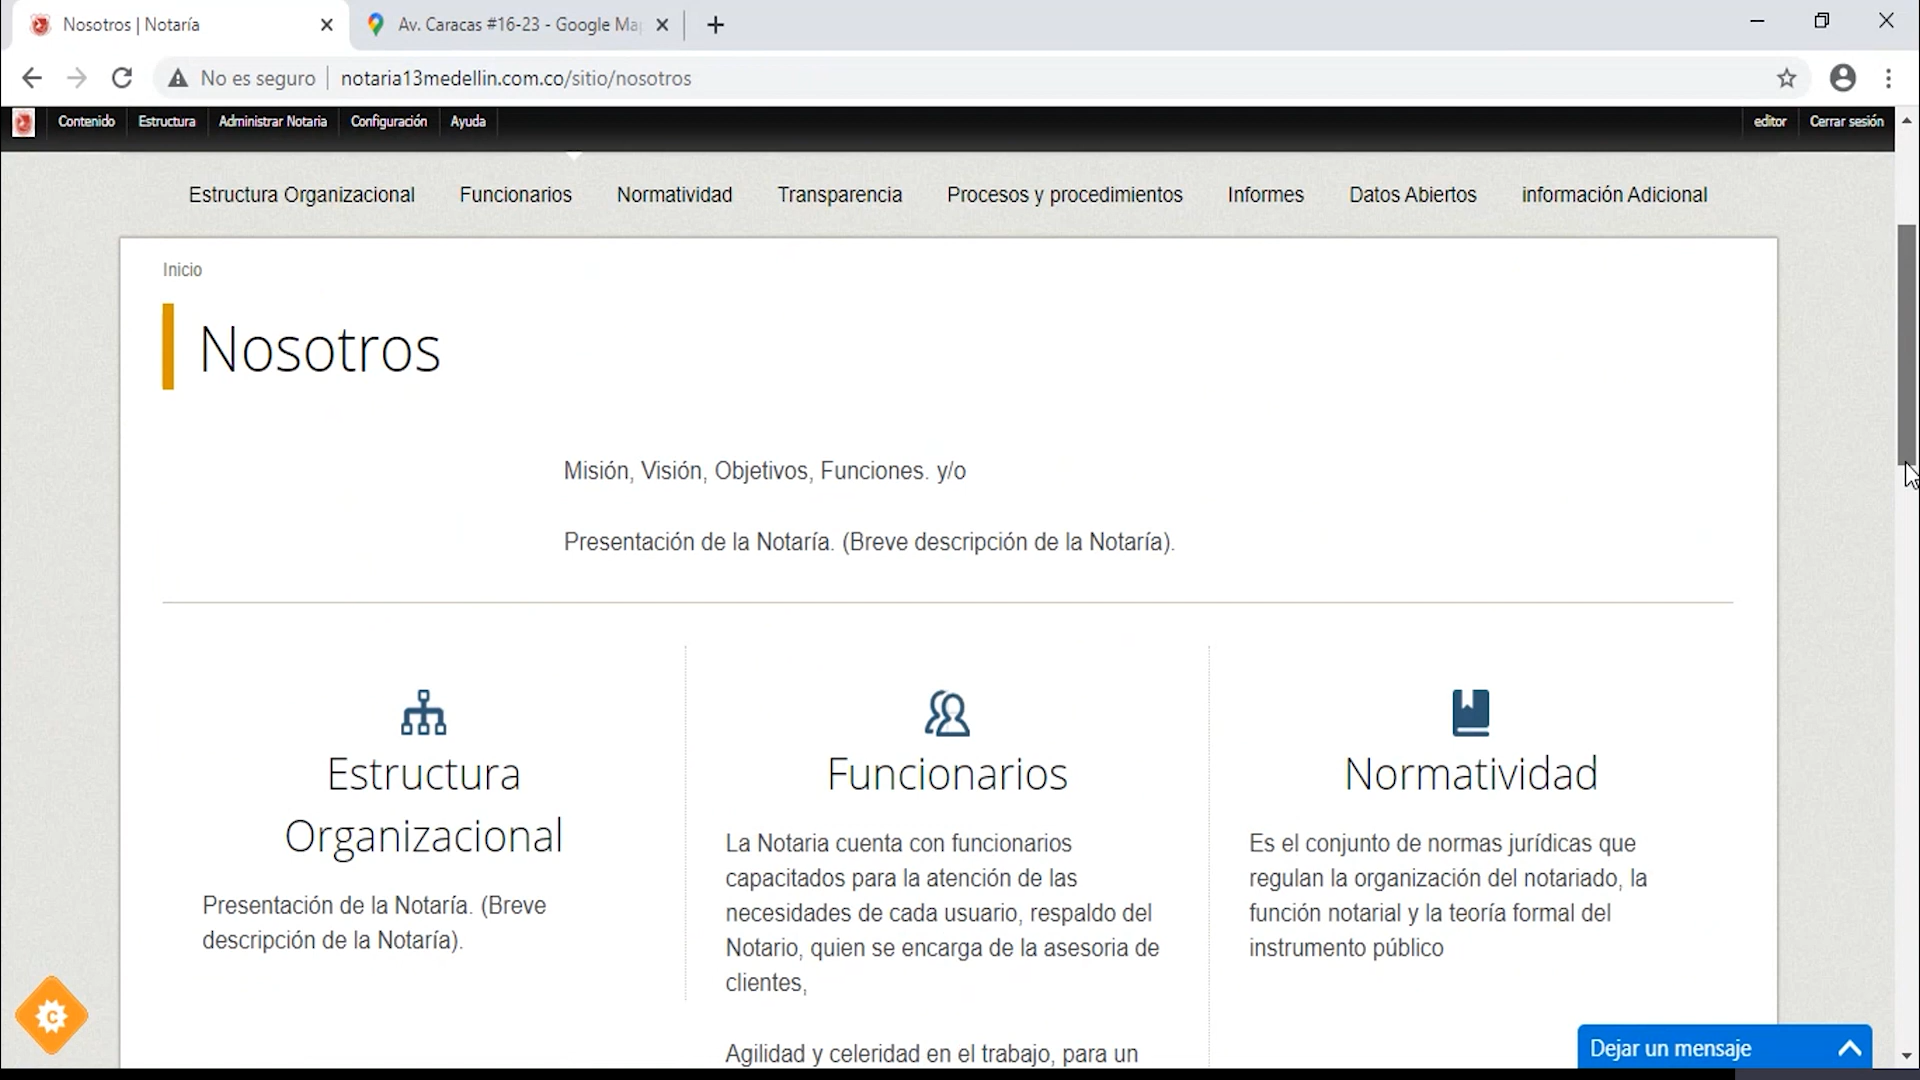 Nosotros | Notaría
Av. Caracas #16-23 - Google Ma
No es seguro
notaria13medellin.com.co/sitio/nosotros
Contenido
Estructura
Administrar Notaria
Configuración
Ayuda
editor
Cerrar sesión
Estructura Organizacional
Funcionarios
Normatividad
Transparencia
Procesos y procedimientos
Informes
Datos Abiertos
información Adicional
Inicio
Nosotros
Misión, Visión, Objetivos, Funciones. y/o
Presentación de la Notaría. (Breve descripción de la Notaría).
Estructura
Organizacional
Presentación de la Notaría. (Breve
descripción de la Notaría).
Funcionarios
La Notaria cuenta con funcionarios
capacitados para la atención de las
necesidades de cada usuario, respaldo del
Notario, quien se encarga de la asesoria de
clientes,
Agilidad y celeridad en el trabajo, para un
Normatividad
Es el conjunto de normas jurídicas que
regulan la organización del notariado, la
función notarial y la teoría formal del
instrumento público
C
Dejar un mensaje